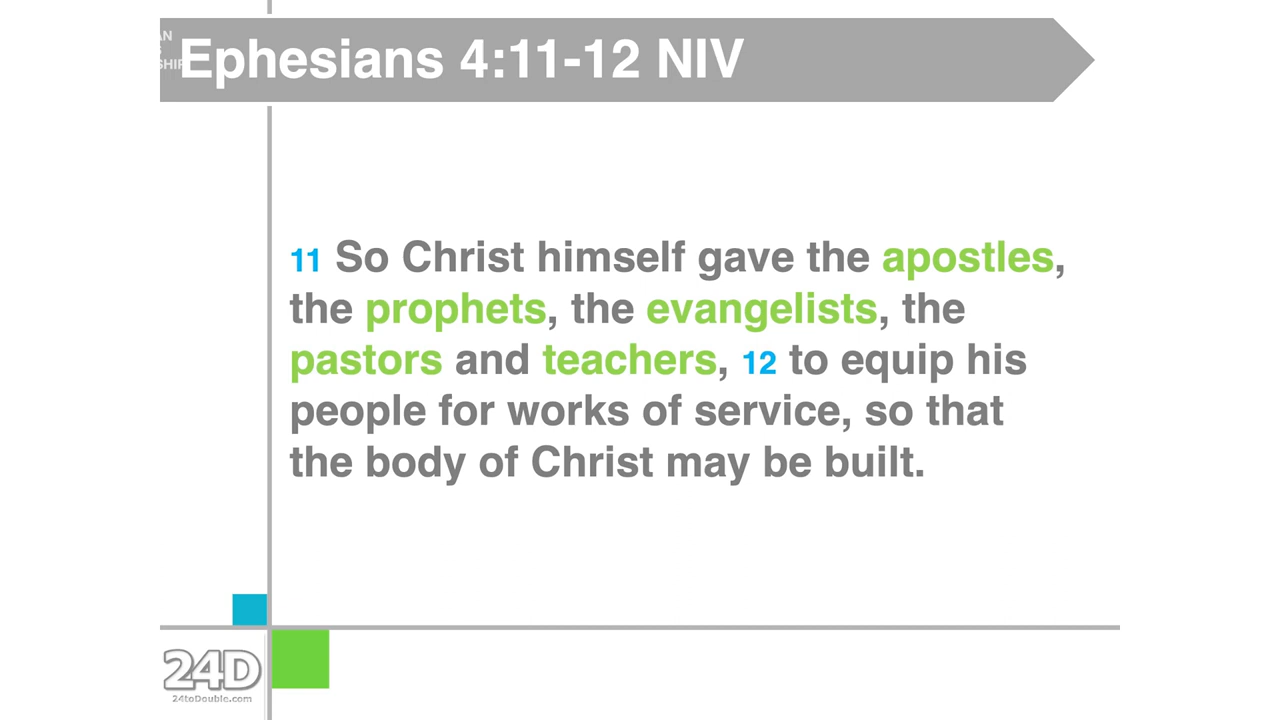 Ephesians 4:11-12 NIV
11 So Christ himself gave the apostles,
the prophets, the evangelists, the
pastors and teachers, 12 to equip his
people for works of service, so that
the body of Christ may be built.
24D
24toDouble.com